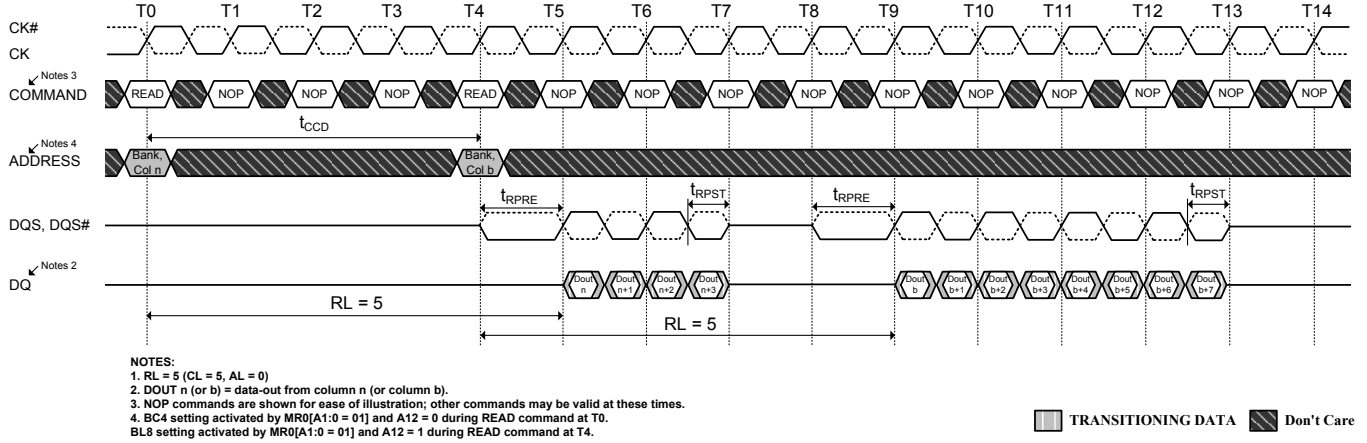 T0 T1 T2 T3 T4 T5 T6 T7 T8 T9 T10 T11 T12 T13 T14
CK#
CK
Notes 3
COMMAND READ NOP NOP NOP READ NOP NOP NOP NOP NOP NOP NOP NOP NOP NOP
tCCD
Notes 4
ADDRESS
Bank, Col n
Bank, Col b
tRPRE tRPST tRPRE tRPST
DQS, DQS#
Notes 2
DQ
Dout n Dout n+1 Dout n+2 Dout n+3 Dout b Dout b+1 Dout b+2 Dout b+3 Dout b+4 Dout b+5 Dout b+6 Dout b+7
RL = 5
RL = 5
NOTES:
1. RL = 5 (CL = 5, AL = 0)
2. DOUT n (or b) = data-out from column n (or column b).
3. NOP commands are shown for ease of illustration; other commands may be valid at these times.
4. BC4 setting activated by MR0[A1:0 = 01] and A12 = 0 during READ command at T0.
BL8 setting activated by MR0[A1:0 = 01] and A12 = 1 during READ command at T4.
TRANSITIONING DATA Don't Care